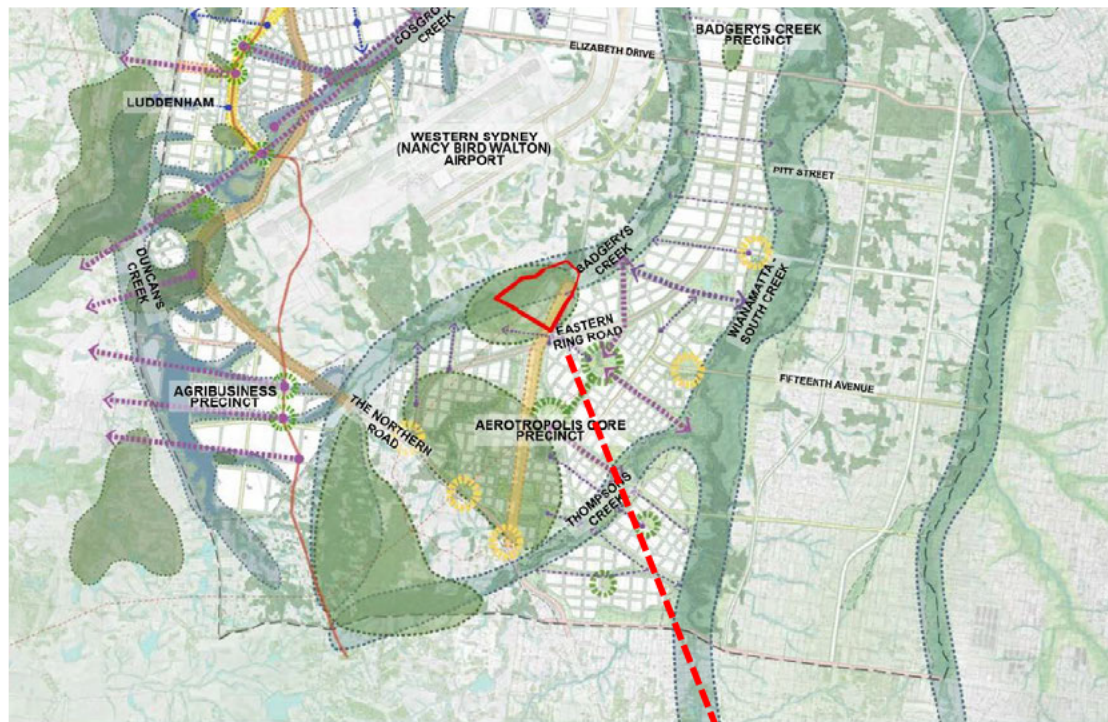 COSGROVE
CREEK
BADGERYS CREEK
PRECINCT
ELIZABETH DRIVE
LUDDENHAM
WESTERN SYDNEY
(NANCY BIRD WALTON)
AIRPORT
PITT STREET
DUNCAN'S
CREEK
BADGERYS
CREEK
WIANAMATTA
SOUTH CREEK
EASTERN
RING ROAD
FIFTEENTH AVENUE
AGRIBUSINESS
PRECINCT
THE NORTHERN
ROAD
AEROTROPOLIS CORE
PRECINCT
THOMPSONS
CREEK